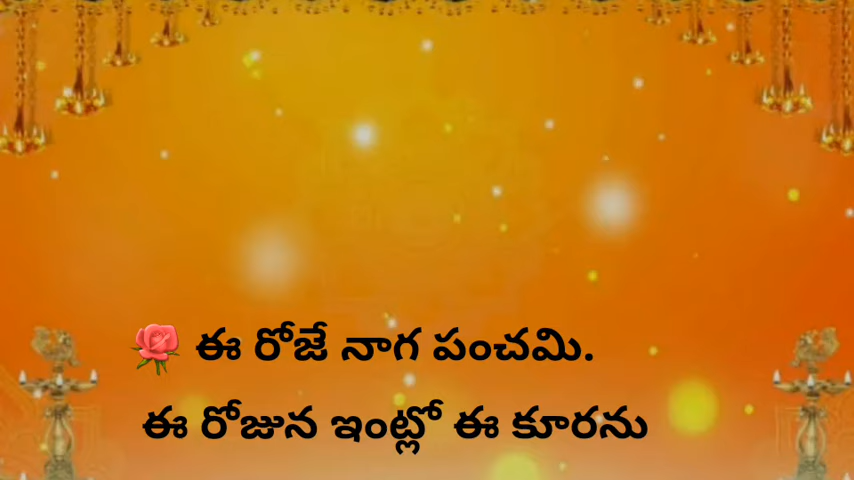 🌹 ఈ రోజే నాగ పంచమి.
ఈ రోజున ఇంట్లో ఈ కూరను